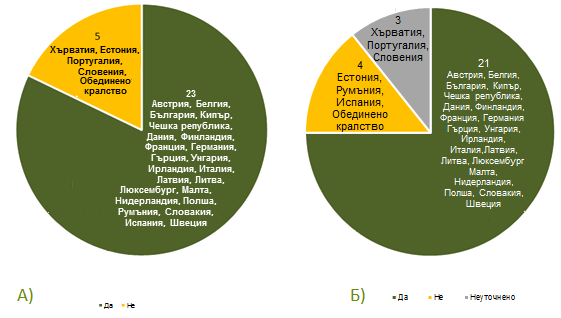 5
Хърватия, Естония,
Португалия,
Словения,
Обединено
кралство
23
Австрия, Белгия,
България, Кипър,
Чешка република,
Дания, Финландия,
Франция, Германия,
Гърция, Унгария,
Ирландия, Италия,
Латвия, Литва,
Люксембург, Малта,
Нидерландия, Полша,
Румъния, Словакия,
Испания, Швеция
А)
Да Не
3
Хърватия,
Португалия,
Словения
4
Естония,
Румъния,
Испания,
Обединено
кралство
21
Австрия, Белгия,
България, Кипър,
Чешка република,
Дания, Финландия,
Франция, Германия
Гърция, Унгария,
Ирландия,
Италия,Латвия,
Литва, Люксембург
Малта,
Нидерландия,
Полша, Словакия,
Швеция
Б)
Да Не Неуточнено